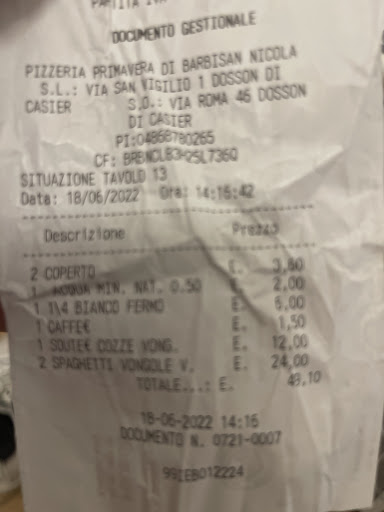 PARTITA IVA
DOCUMENTO GESTIONALE
PIZZERIA PRIMAVERA DI BARBISAN NICOLA
S.L.: VIA SAN VIGILIO 1 DOSSON DI
CASIER S.O.: VIA ROMA 46 DOSSON
DI CASIER
PI:04868780265
CF:
SITUAZIONE TAVOLO 13
Data: 18/06/2022 Ora: 14:15:42
Descrizione Prezzo
2 COPERTO E. 3,60
1 ACQUA MIN. NAT. 0.50 E. 2,00
1 1\4 BIANCO FERMO E. 6,00
1 CAFFE€ E. 1,50
1 SOUTE€ COZZE VONG. E. 12,00
2 SPAGHETTI VONGOLE V. E. 24,00
TOTALE...: E. 49,10
18-06-2022 14:15
DOCUMENTO N. 0721-0007
99IEB012224